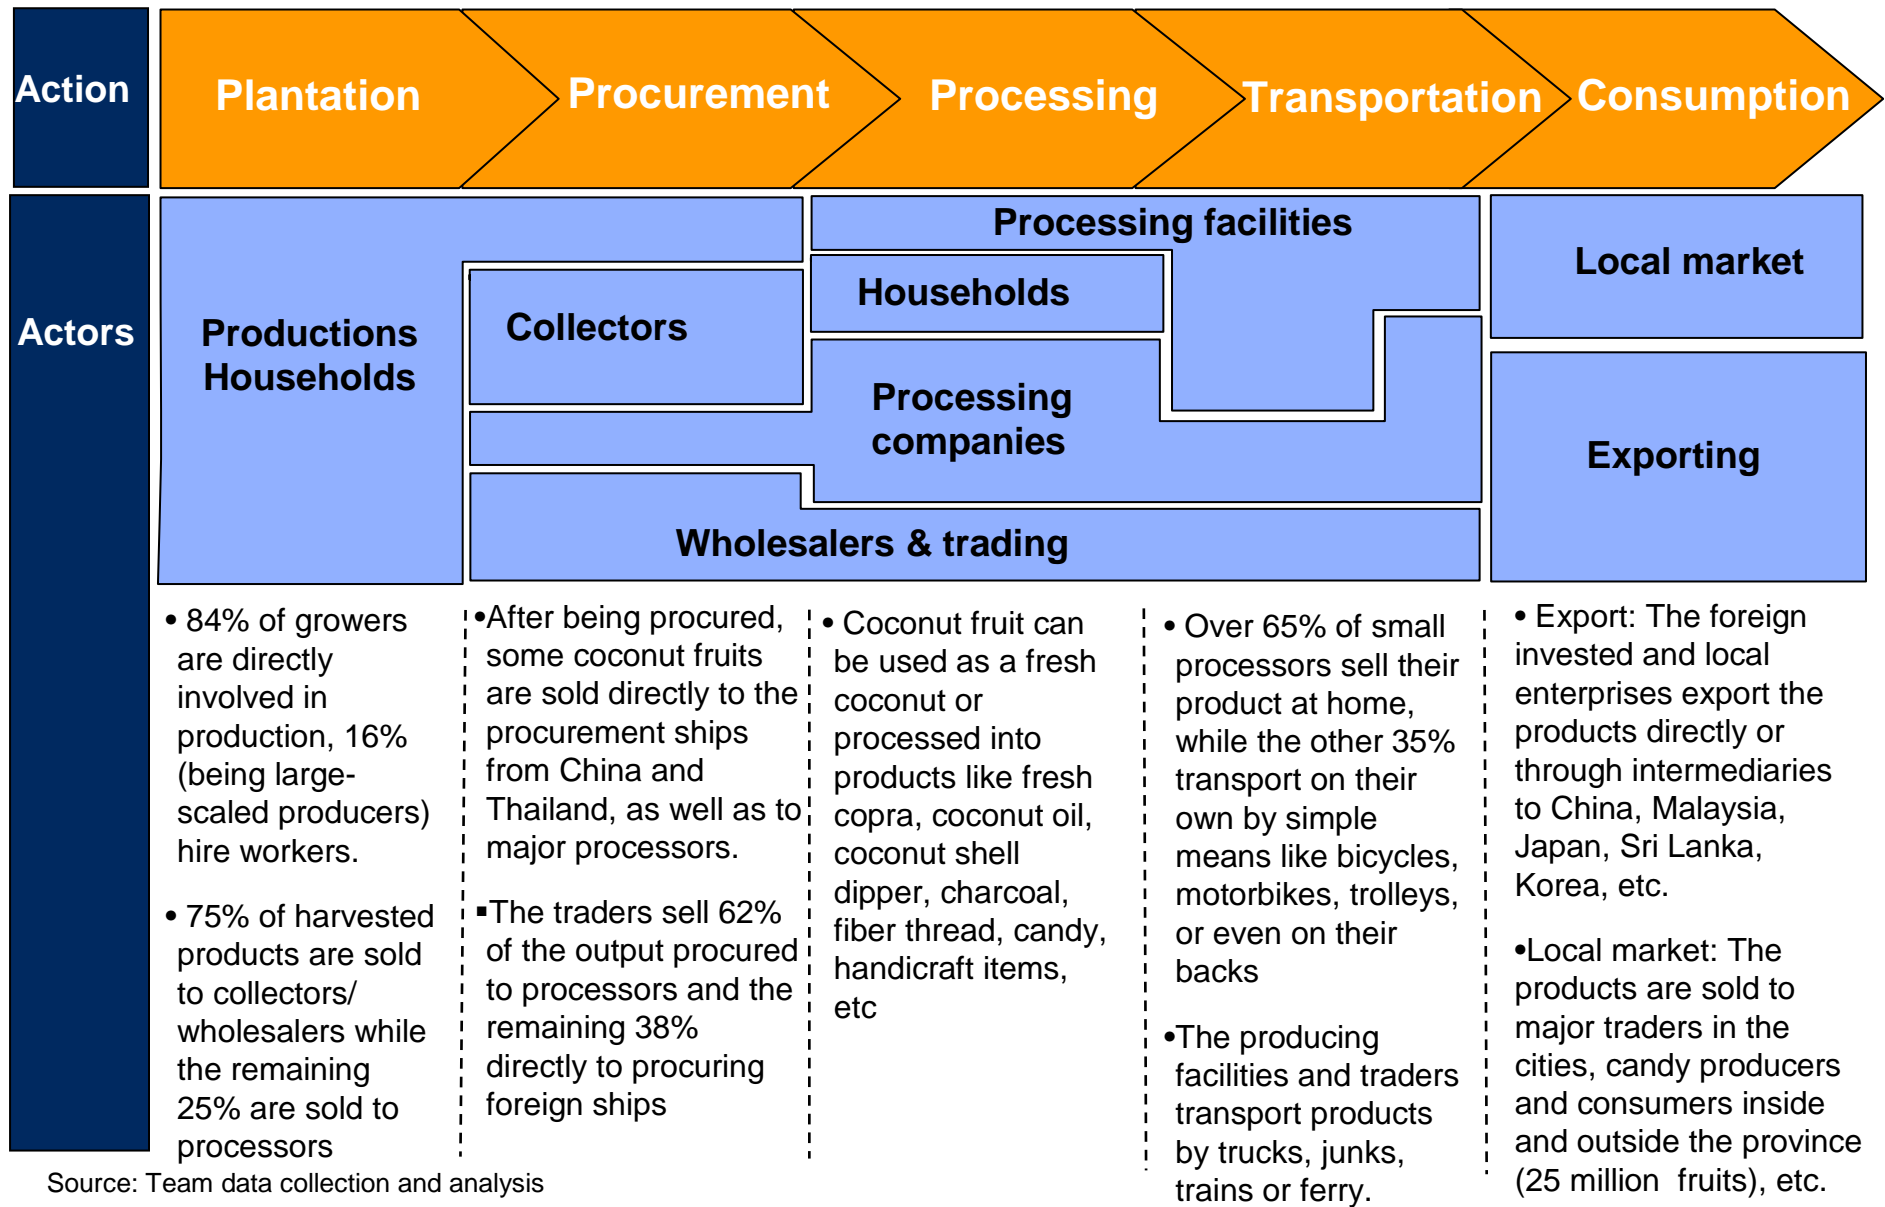 Action
Plantation
Procurement
Processing
Transportation
Consumption
Actors
Productions
Households
Collectors
Processing facilities
Households
Processing
companies
Wholesalers & trading
Local market
Exporting
• 84% of growers
are directly
involved in
production, 16%
(being large-
scaled producers)
hire workers.
• 75% of harvested
products are sold
to collectors/
wholesalers while
the remaining
25% are sold to
processors
•After being procured,
some coconut fruits
are sold directly to the
procurement ships
from China and
Thailand, as well as to
major processors.
▪The traders sell 62%
of the output procured
to processors and the
remaining 38%
directly to procuring
foreign ships
• Coconut fruit can
be used as a fresh
coconut or
processed into
products like fresh
copra, coconut oil,
coconut shell
dipper, charcoal,
fiber thread, candy,
handicraft items,
etc
• Over 65% of small
processors sell their
product at home,
while the other 35%
transport on their
own by simple
means like bicycles,
motorbikes, trolleys,
or even on their
backs
•The producing
facilities and traders
transport products
by trucks, junks,
trains or ferry.
• Export: The foreign
invested and local
enterprises export the
products directly or
through intermediaries
to China, Malaysia,
Japan, Sri Lanka,
Korea, etc.
•Local market: The
products are sold to
major traders in the
cities, candy producers
and consumers inside
and outside the province
(25 million fruits), etc.
Source: Team data collection and analysis